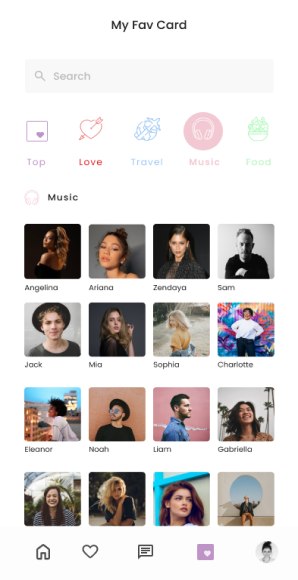 My Fav Card
Search
Top Love Travel Music Food
Music
Angelina Ariana Zendaya Sam
Jack Mia Sophia Charlotte
Eleanor Noah Liam Gabriella